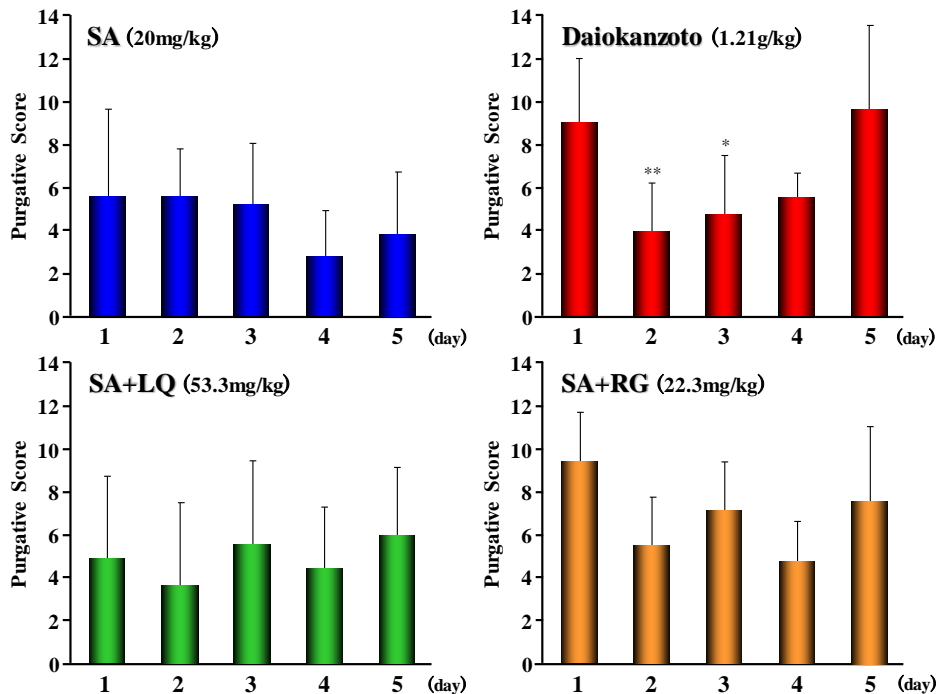 SA (20mg/kg)
Purgative Score
14
12
10
8
6
4
2
0
1 2 3 4 5 (day)
Daiokanzoto (1.21g/kg)
Purgative Score
14
12
10
8
6
4
2
0
**
*
1 2 3 4 5 (day)
SA+LQ (53.3mg/kg)
Purgative Score
14
12
10
8
6
4
2
0
1 2 3 4 5 (day)
SA+RG (22.3mg/kg)
Purgative Score
14
12
10
8
6
4
2
0
1 2 3 4 5 (day)